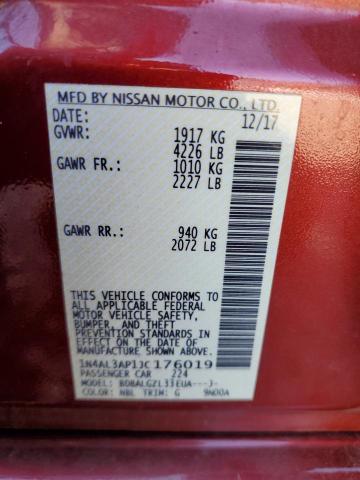 MFD BY NISSAN MOTOR CO., LTD.
DATE: 12/17
GVWR: 1917 KG
4226 LB
GAWR FR.: 1010 KG
2227 LB
GAWR RR.: 940 KG
2072 LB
THIS VEHICLE CONFORMS TO
ALL APPLICABLE FEDERAL
MOTOR VEHICLE SAFETY,
BUMPER, AND THEFT
PREVENTION STANDARDS
IN EFFECT ON THE DATE OF
MANUFACTURE SHOWN ABOVE.
1N4AL3AP1JC176019
PASSENGER CAR 224
MODEL: BDBALGZL33EUA---J-
COLOR: NBL TRIM: G 9N00A